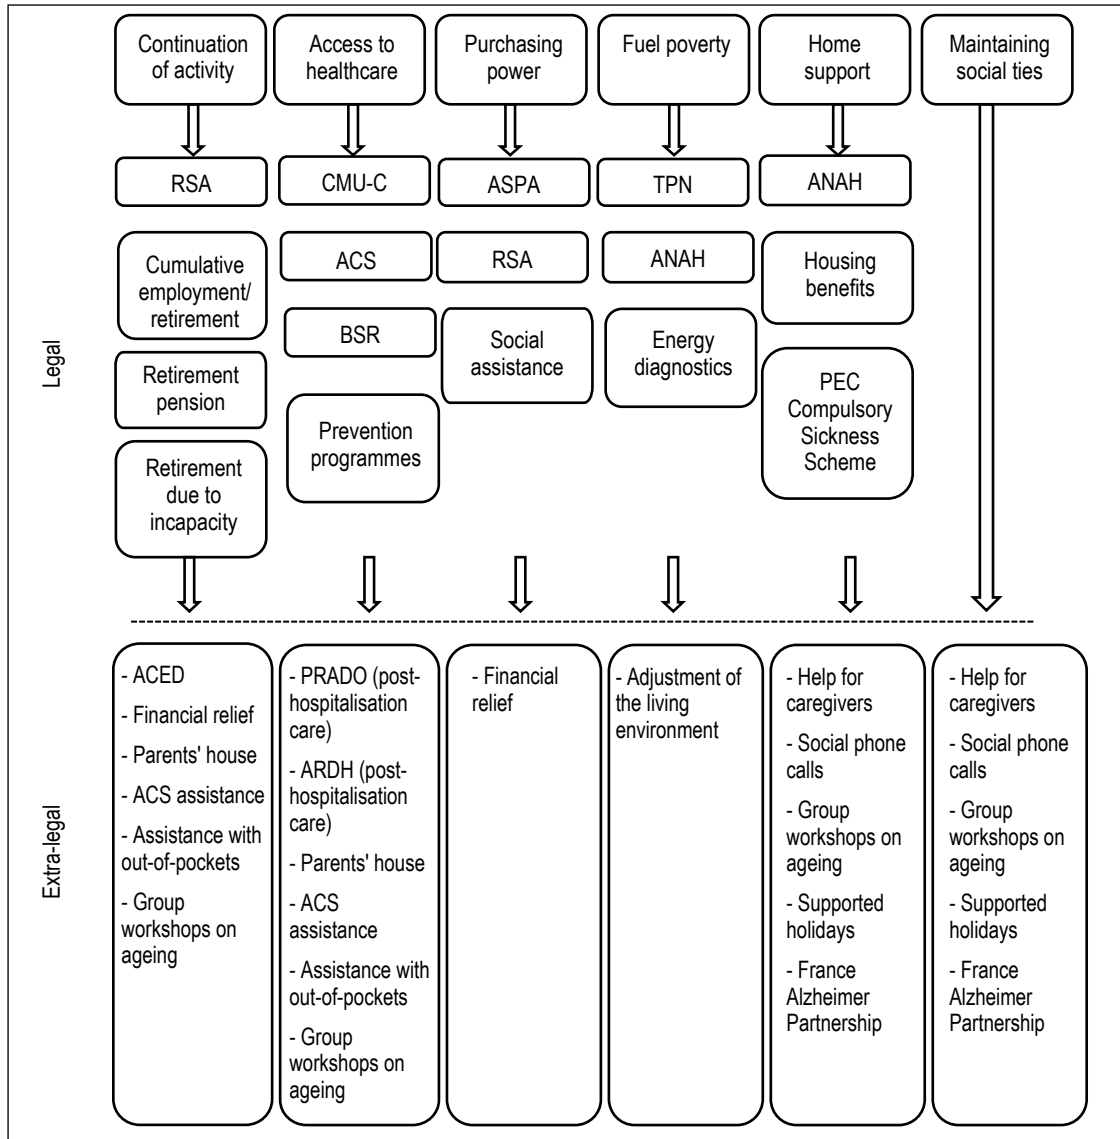 Continuation
of activity
Access to
healthcare
Purchasing
power
Fuel poverty
Home
support
Maintaining
social ties
Legal
RSA
Cumulative
employment/
retirement
Retirement
pension
Retirement
due to
incapacity
CMU-C
ACS
BSR
Prevention
programmes
ASPA
RSA
Social
assistance
TPN
ANAH
Energy
diagnostics
ANAH
Housing
benefits
PEC
Compulsory
Sickness
Scheme
Extra-legal
- ACED
- Financial relief
- Parents' house
- ACS assistance
- Assistance with
out-of-pockets
- Group
workshops on
ageing
- PRADO (post-
hospitalisation
care)
- ARDH (post-
hospitalisation
care)
- Parents' house
- ACS
assistance
- Assistance with
out-of-pockets
- Group
workshops on
ageing
- Financial
relief
- Adjustment of
the living
environment
- Help for
caregivers
- Social phone
calls
- Group
workshops on
ageing
- Supported
holidays
- France
Alzheimer
Partnership
- Help for
caregivers
- Social phone
calls
- Group
workshops on
ageing
- Supported
holidays
- France
Alzheimer
Partnership